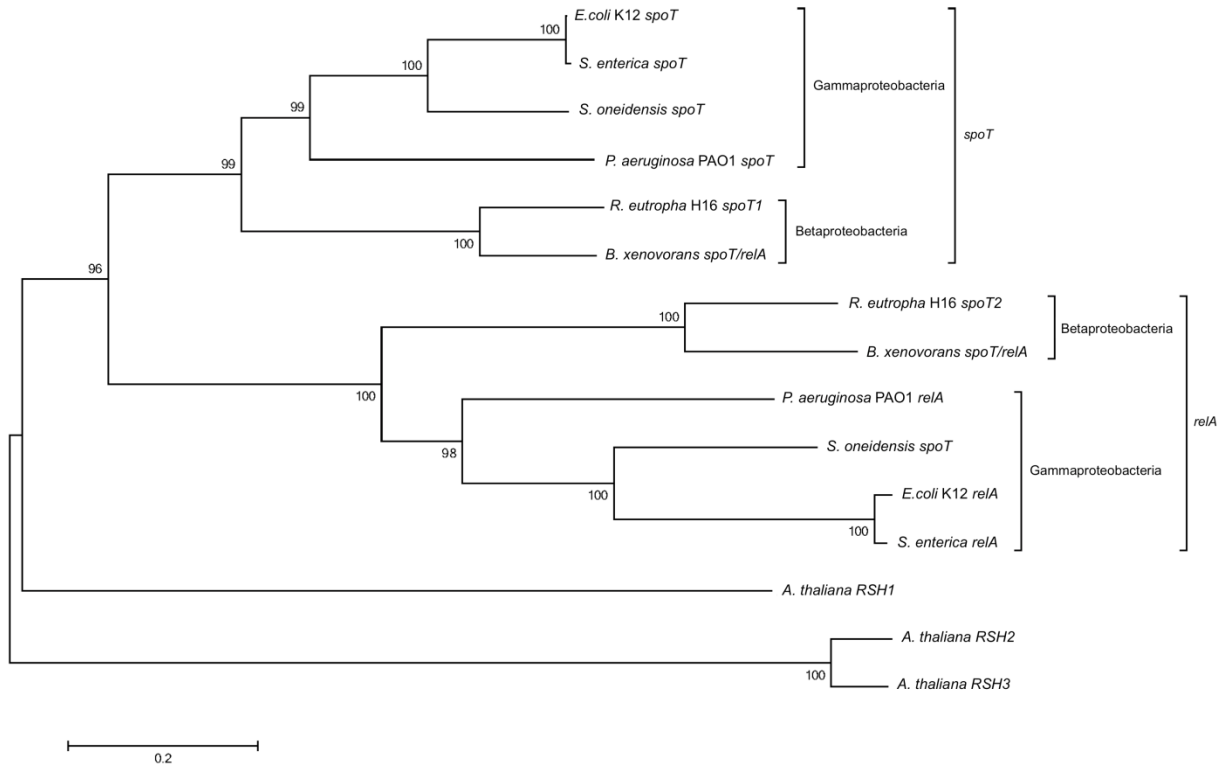 E.coli K12 spoT
100
S. enterica spoT
100
Gammaproteobacteria
99
S. oneidensis spoT
spoT
99
P. aeruginosa PAO1 spoT
R. eutropha H16 spoT1
Betaproteobacteria
100
B. xenovorans spoT/relA
96
R. eutropha H16 spoT2
100
Betaproteobacteria
B. xenovorans spoT/relA
100
P. aeruginosa PAO1 relA
relA
98
S. oneidensis spoT
Gammaproteobacteria
100
E.coli K12 relA
100
S. enterica relA
A. thaliana RSH1
A. thaliana RSH2
100
A. thaliana RSH3
0.2